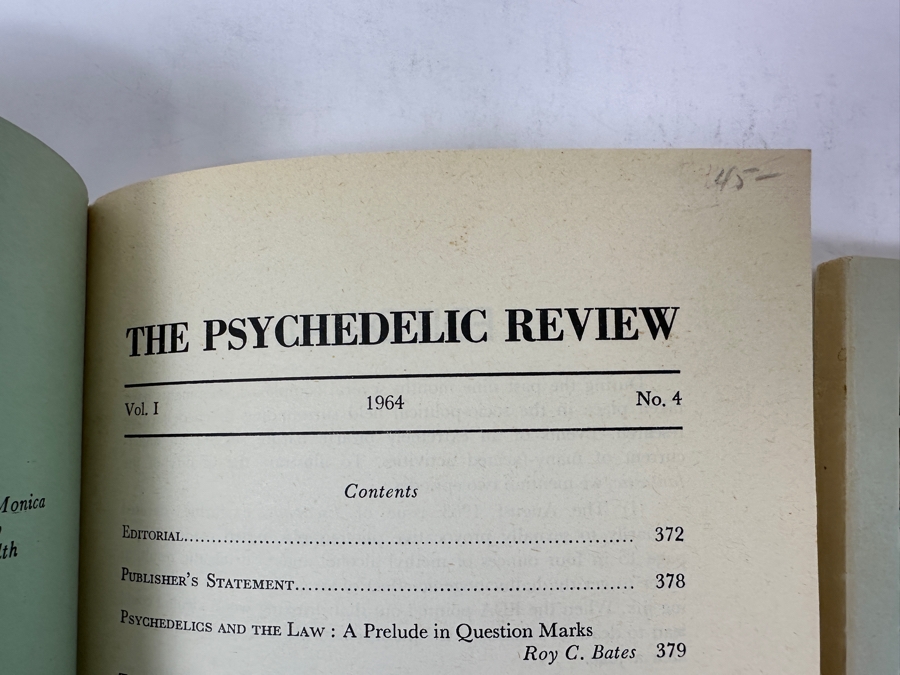 45-
THE PSYCHEDELIC REVIEW
Vol. I 1964 No. 4
Contents
EDITORIAL.................................................................. 372
PUBLISHER'S STATEMENT.................................................. 378
PSYCHEDELICS AND THE LAW : A Prelude in Question Marks
Roy C. Bates 379
Monica
lth